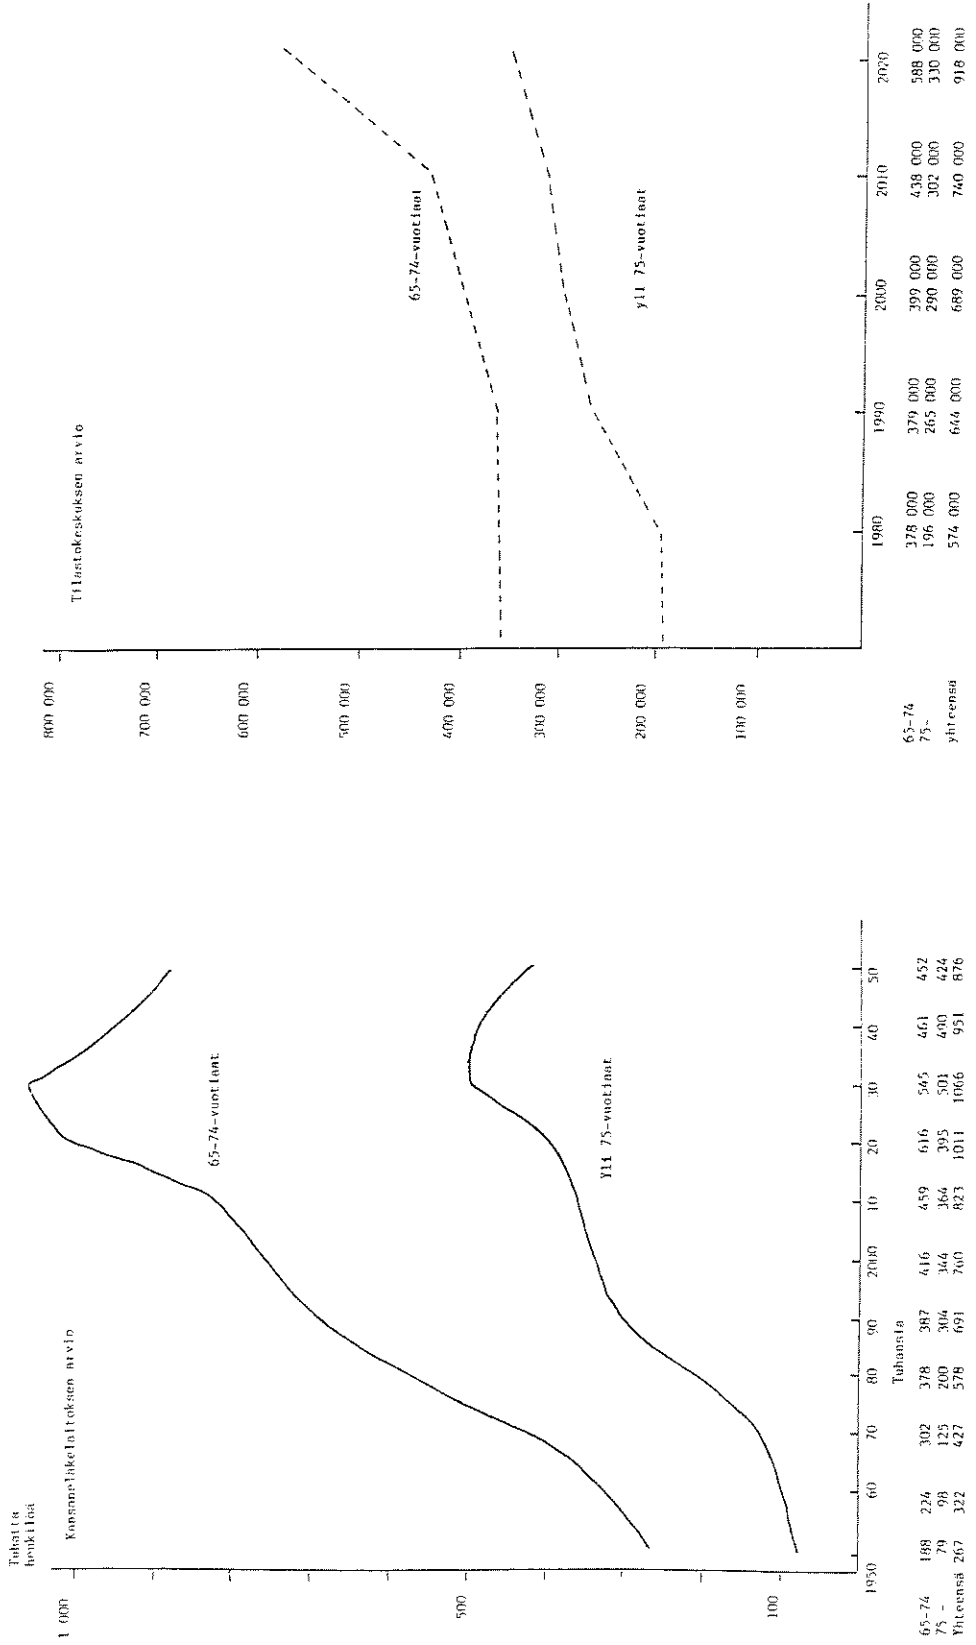 Tuhatta
henkilöä
Kansaneläkelaitoksen arvio
1 000
500
100
65-74-vuotiaat
Yli 75-vuotiaat
1950 60 70 80 90 2000 10 20 30 40 50
Tuhansia
65-74 188 224 302 378 387 416 459 616 545 461 452
75 - 79 98 125 200 304 344 364 395 501 490 424
Yhteensä 267 322 427 578 691 760 823 1011 1066 951 876
Tilastokeskuksen arvio
800 000
700 000
600 000
500 000
400 000
300 000
200 000
100 000
65-74-vuotiaat
yli 75-vuotiaat
1980 1990 2000 2010 2020
65-74 378 000 379 000 399 000 438 000 588 000
75- 196 000 265 000 290 000 302 000 330 000
yhteensä 574 000 644 000 689 000 740 000 918 000